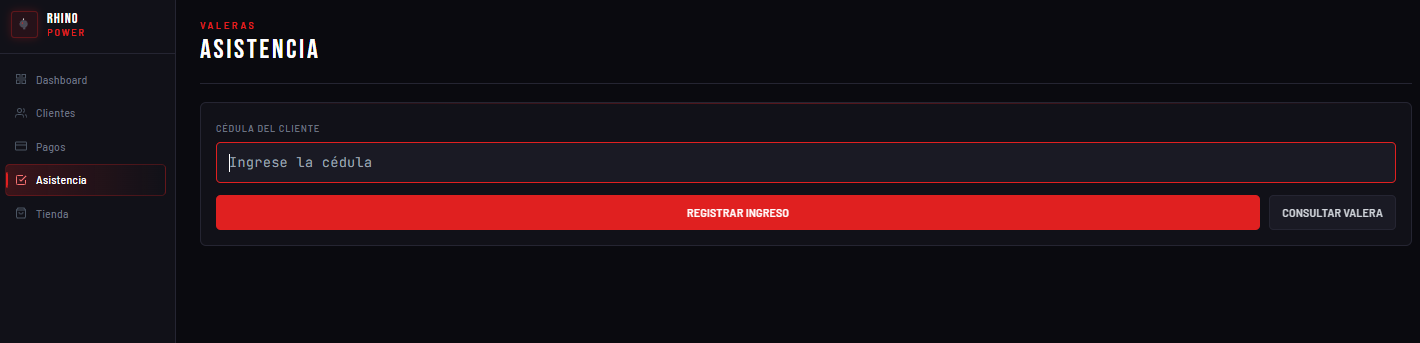 RHINO
POWER
Dashboard
Clientes
Pagos
Asistencia
Tienda
VALERAS
ASISTENCIA
CÉDULA DEL CLIENTE
Ingrese la cédula
REGISTRAR INGRESO
CONSULTAR VALERA